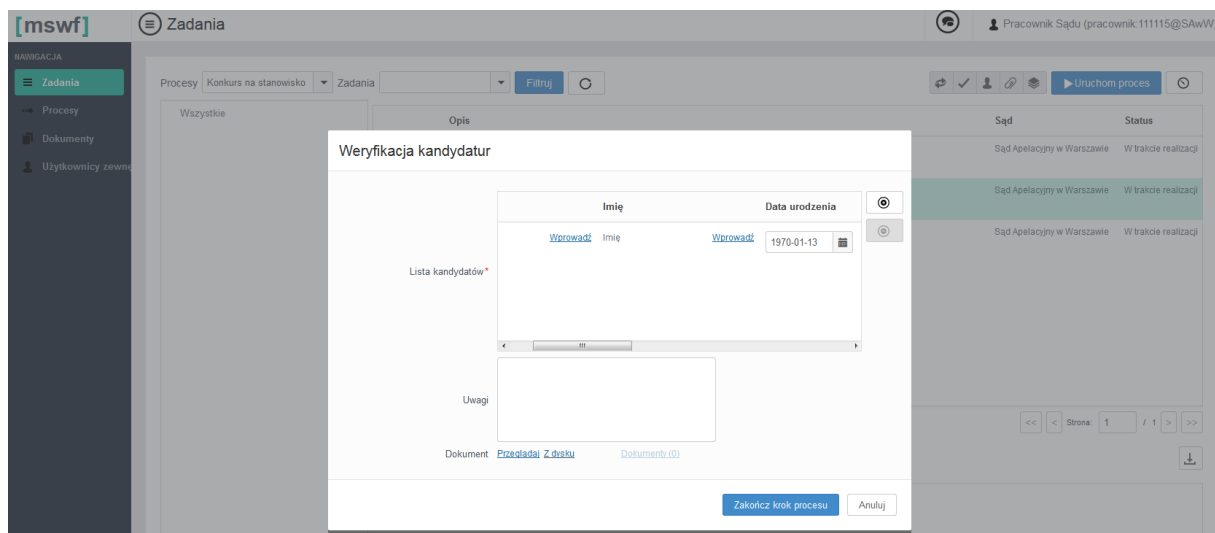 [mswf]
Zadania
Pracownik Sądu (pracownik:111115@SAwW
NAWIGACJA
Zadania
Procesy
Dokumenty
Użytkownicy zewnę
Procesy Konkurs na stanowisko Zadania Filtruj Uruchom proces
Wszystkie
Opis Sąd Status
Sąd Apelacyjny w Warszawie W trakcie realizacji
Sąd Apelacyjny w Warszawie W trakcie realizacji
Sąd Apelacyjny w Warszawie W trakcie realizacji
Weryfikacja kandydatur
Imię Data urodzenia
Wprowadź Imię Wprowadź 1970-01-13
Lista kandydatów*
Uwagi
Dokument Przeglądaj Z dysku Dokumenty (0)
Zakończ krok procesu Anuluj
<< < Strona: 1 / 1 > >>